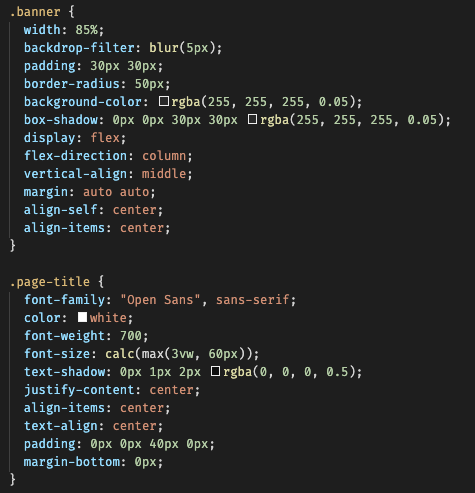 .banner {
width: 85%;
backdrop-filter: blur(5px);
padding: 30px 30px;
border-radius: 50px;
background-color: rgba(255, 255, 255, 0.05);
box-shadow: 0px 0px 30px 30px rgba(255, 255, 255, 0.05);
display: flex;
flex-direction: column;
vertical-align: middle;
margin: auto auto;
align-self: center;
align-items: center;
}
.page-title {
font-family: "Open Sans", sans-serif;
color: white;
font-weight: 700;
font-size: calc(max(3vw, 60px));
text-shadow: 0px 1px 2px rgba(0, 0, 0, 0.5);
justify-content: center;
align-items: center;
text-align: center;
padding: 0px 0px 40px 0px;
margin-bottom: 0px;
}